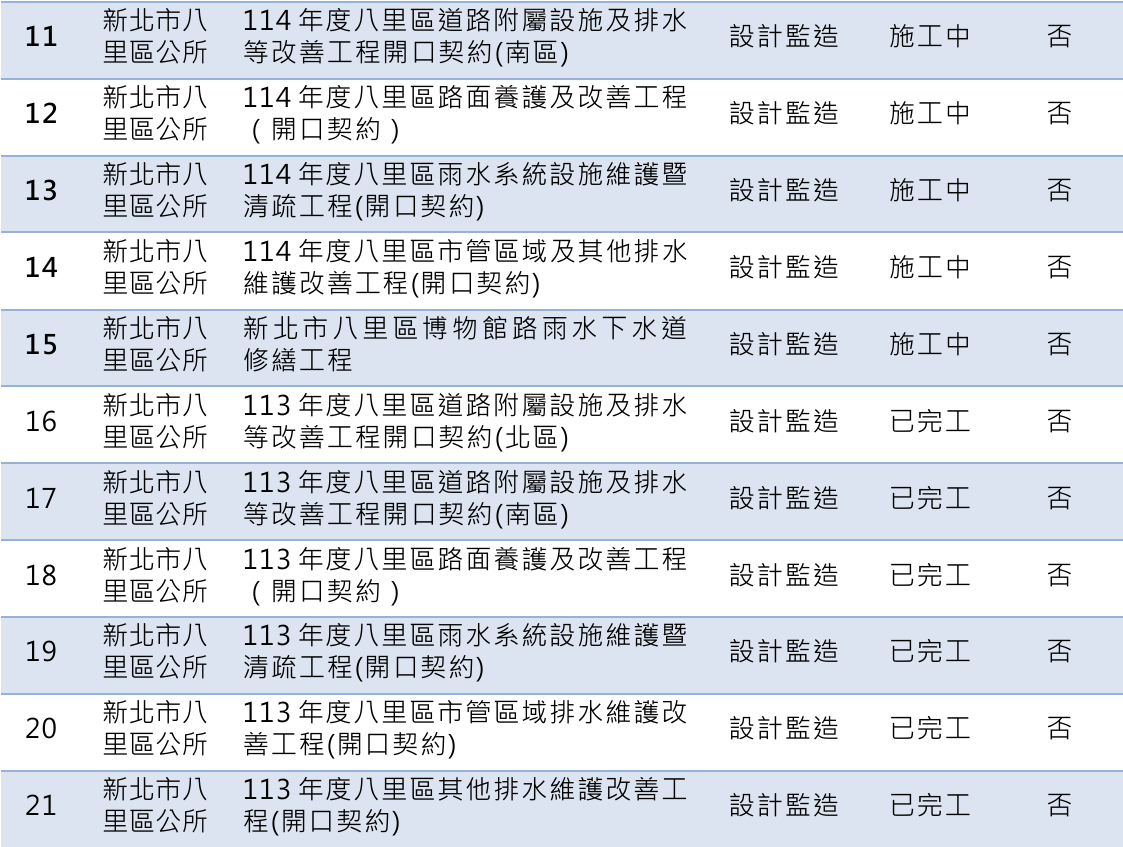 11 新北市八里區公所 114 年度八里區道路附屬設施及排水等改善工程開口契約(南區) 設計監造 施工中 否
12 新北市八里區公所 114 年度八里區路面養護及改善工程（開口契約） 設計監造 施工中 否
13 新北市八里區公所 114 年度八里區雨水系統設施維護暨清疏工程(開口契約) 設計監造 施工中 否
14 新北市八里區公所 114 年度八里區市管區域及其他排水維護改善工程(開口契約) 設計監造 施工中 否
15 新北市八里區公所 新北市八里區博物館路雨水下水道修繕工程 設計監造 施工中 否
16 新北市八里區公所 113 年度八里區道路附屬設施及排水等改善工程開口契約(北區) 設計監造 已完工 否
17 新北市八里區公所 113 年度八里區道路附屬設施及排水等改善工程開口契約(南區) 設計監造 已完工 否
18 新北市八里區公所 113 年度八里區路面養護及改善工程（開口契約） 設計監造 已完工 否
19 新北市八里區公所 113 年度八里區雨水系統設施維護暨清疏工程(開口契約) 設計監造 已完工 否
20 新北市八里區公所 113 年度八里區市管區域排水維護改善工程(開口契約) 設計監造 已完工 否
21 新北市八里區公所 113 年度八里區其他排水維護改善工程(開口契約) 設計監造 已完工 否